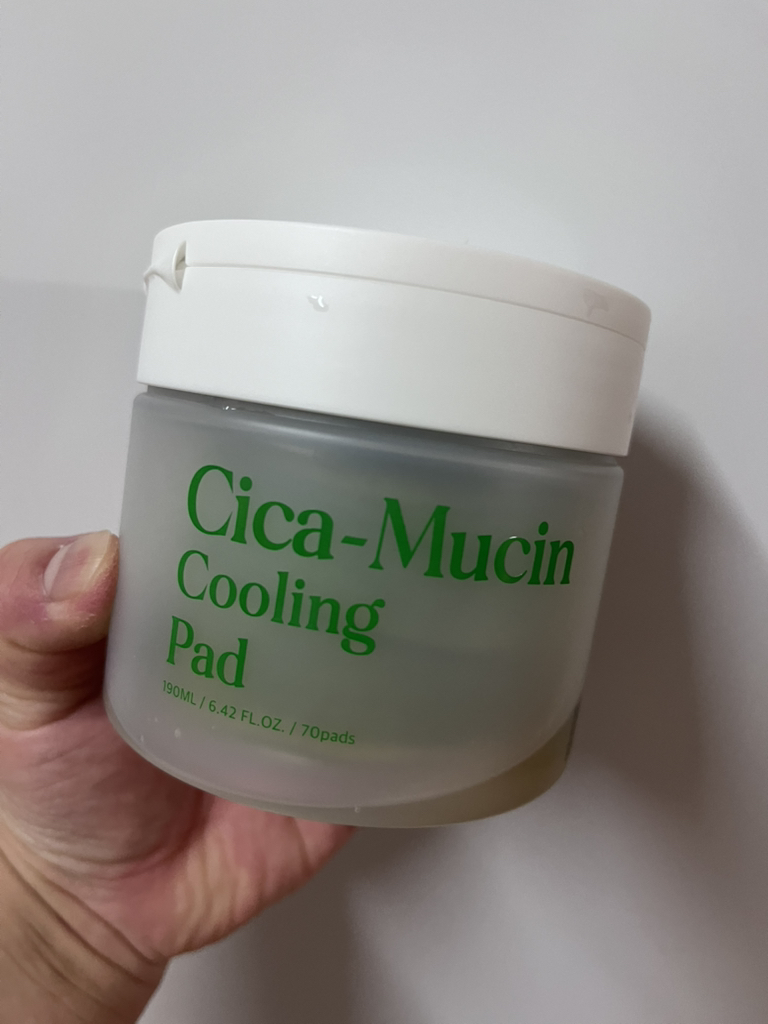 Cica-Mucin
Cooling
Pad
190ML / 6.42 FL.OZ. / 70pads